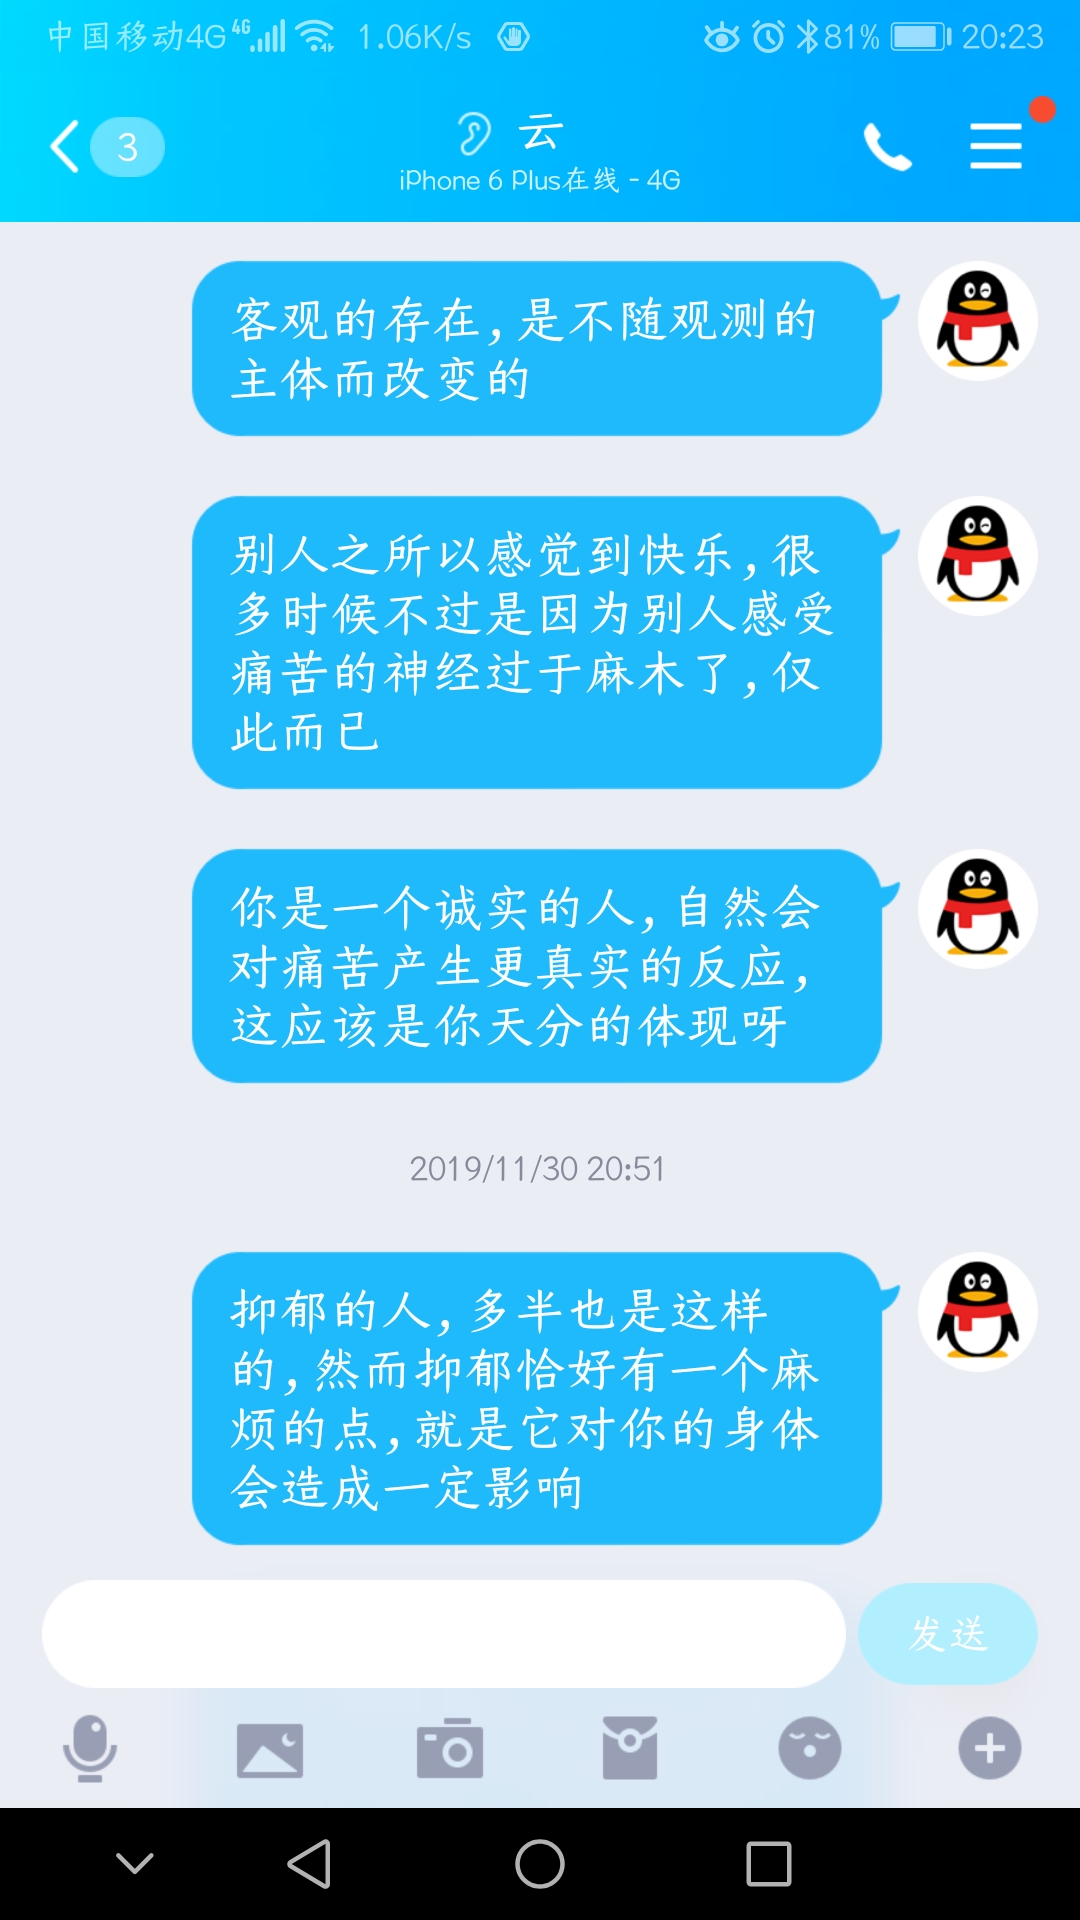 中国移动4G 4G 1.06K/s 81% 20:23
3
云
iPhone 6 Plus在线 - 4G
客观的存在,是不随观测的
主体而改变的
别人之所以感觉到快乐,很
多时候不过是因为别人感受
痛苦的神经过于麻木了,仅
此而已
你是一个诚实的人,自然会
对痛苦产生更真实的反应,
这应该是你天分的体现呀
2019/11/30 20:51
抑郁的人,多半也是这样
的,然而抑郁恰好有一个麻
烦的点,就是它对你的身体
会造成一定影响
发送